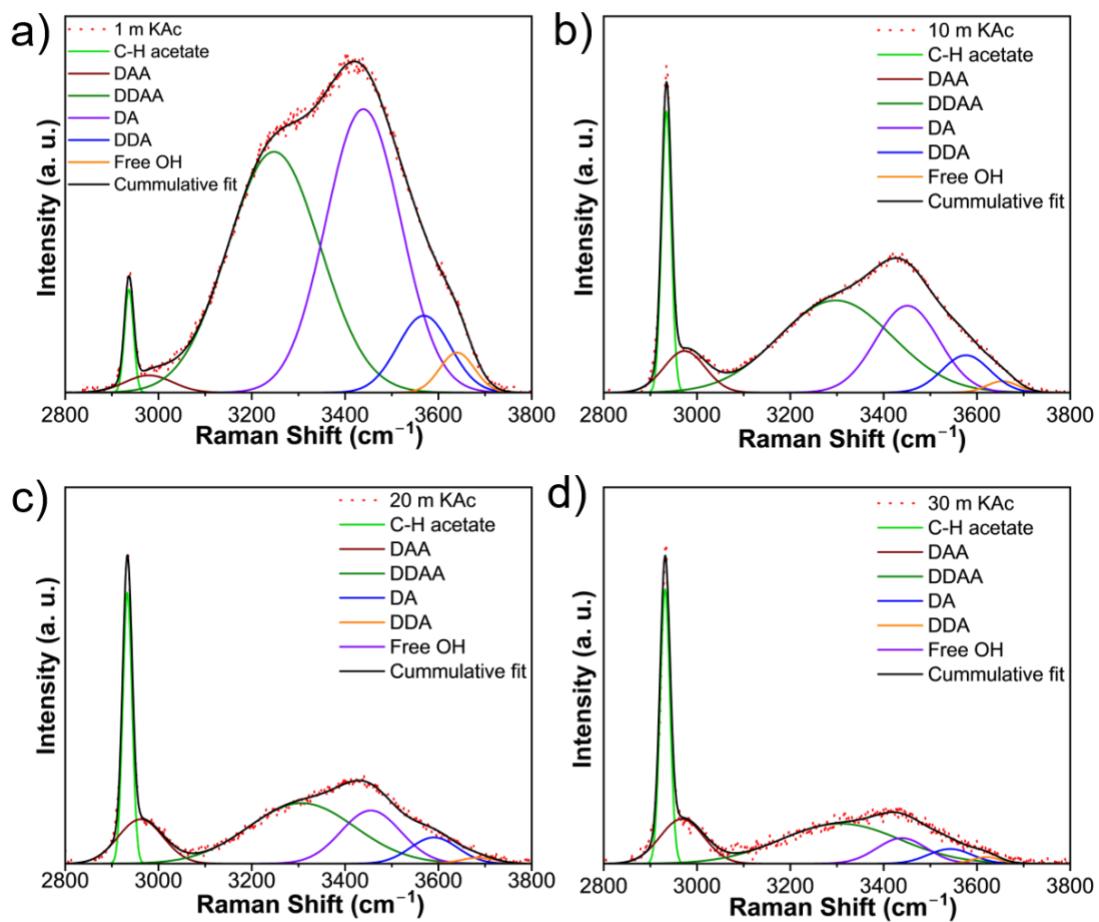 a)
1 m KAc
C-H acetate
DAA
DDAA
DA
DDA
Free OH
Cummulative fit
Intensity (a. u.)
2800 3000 3200 3400 3600 3800
Raman Shift (cm⁻¹)
b)
10 m KAc
C-H acetate
DAA
DDAA
DA
DDA
Free OH
Cummulative fit
Intensity (a. u.)
2800 3000 3200 3400 3600 3800
Raman Shift (cm⁻¹)
c)
20 m KAc
C-H acetate
DAA
DDAA
DA
DDA
Free OH
Cummulative fit
Intensity (a. u.)
2800 3000 3200 3400 3600 3800
Raman Shift (cm⁻¹)
d)
30 m KAc
C-H acetate
DAA
DDAA
DA
DDA
Free OH
Cummulative fit
Intensity (a. u.)
2800 3000 3200 3400 3600 3800
Raman Shift (cm⁻¹)